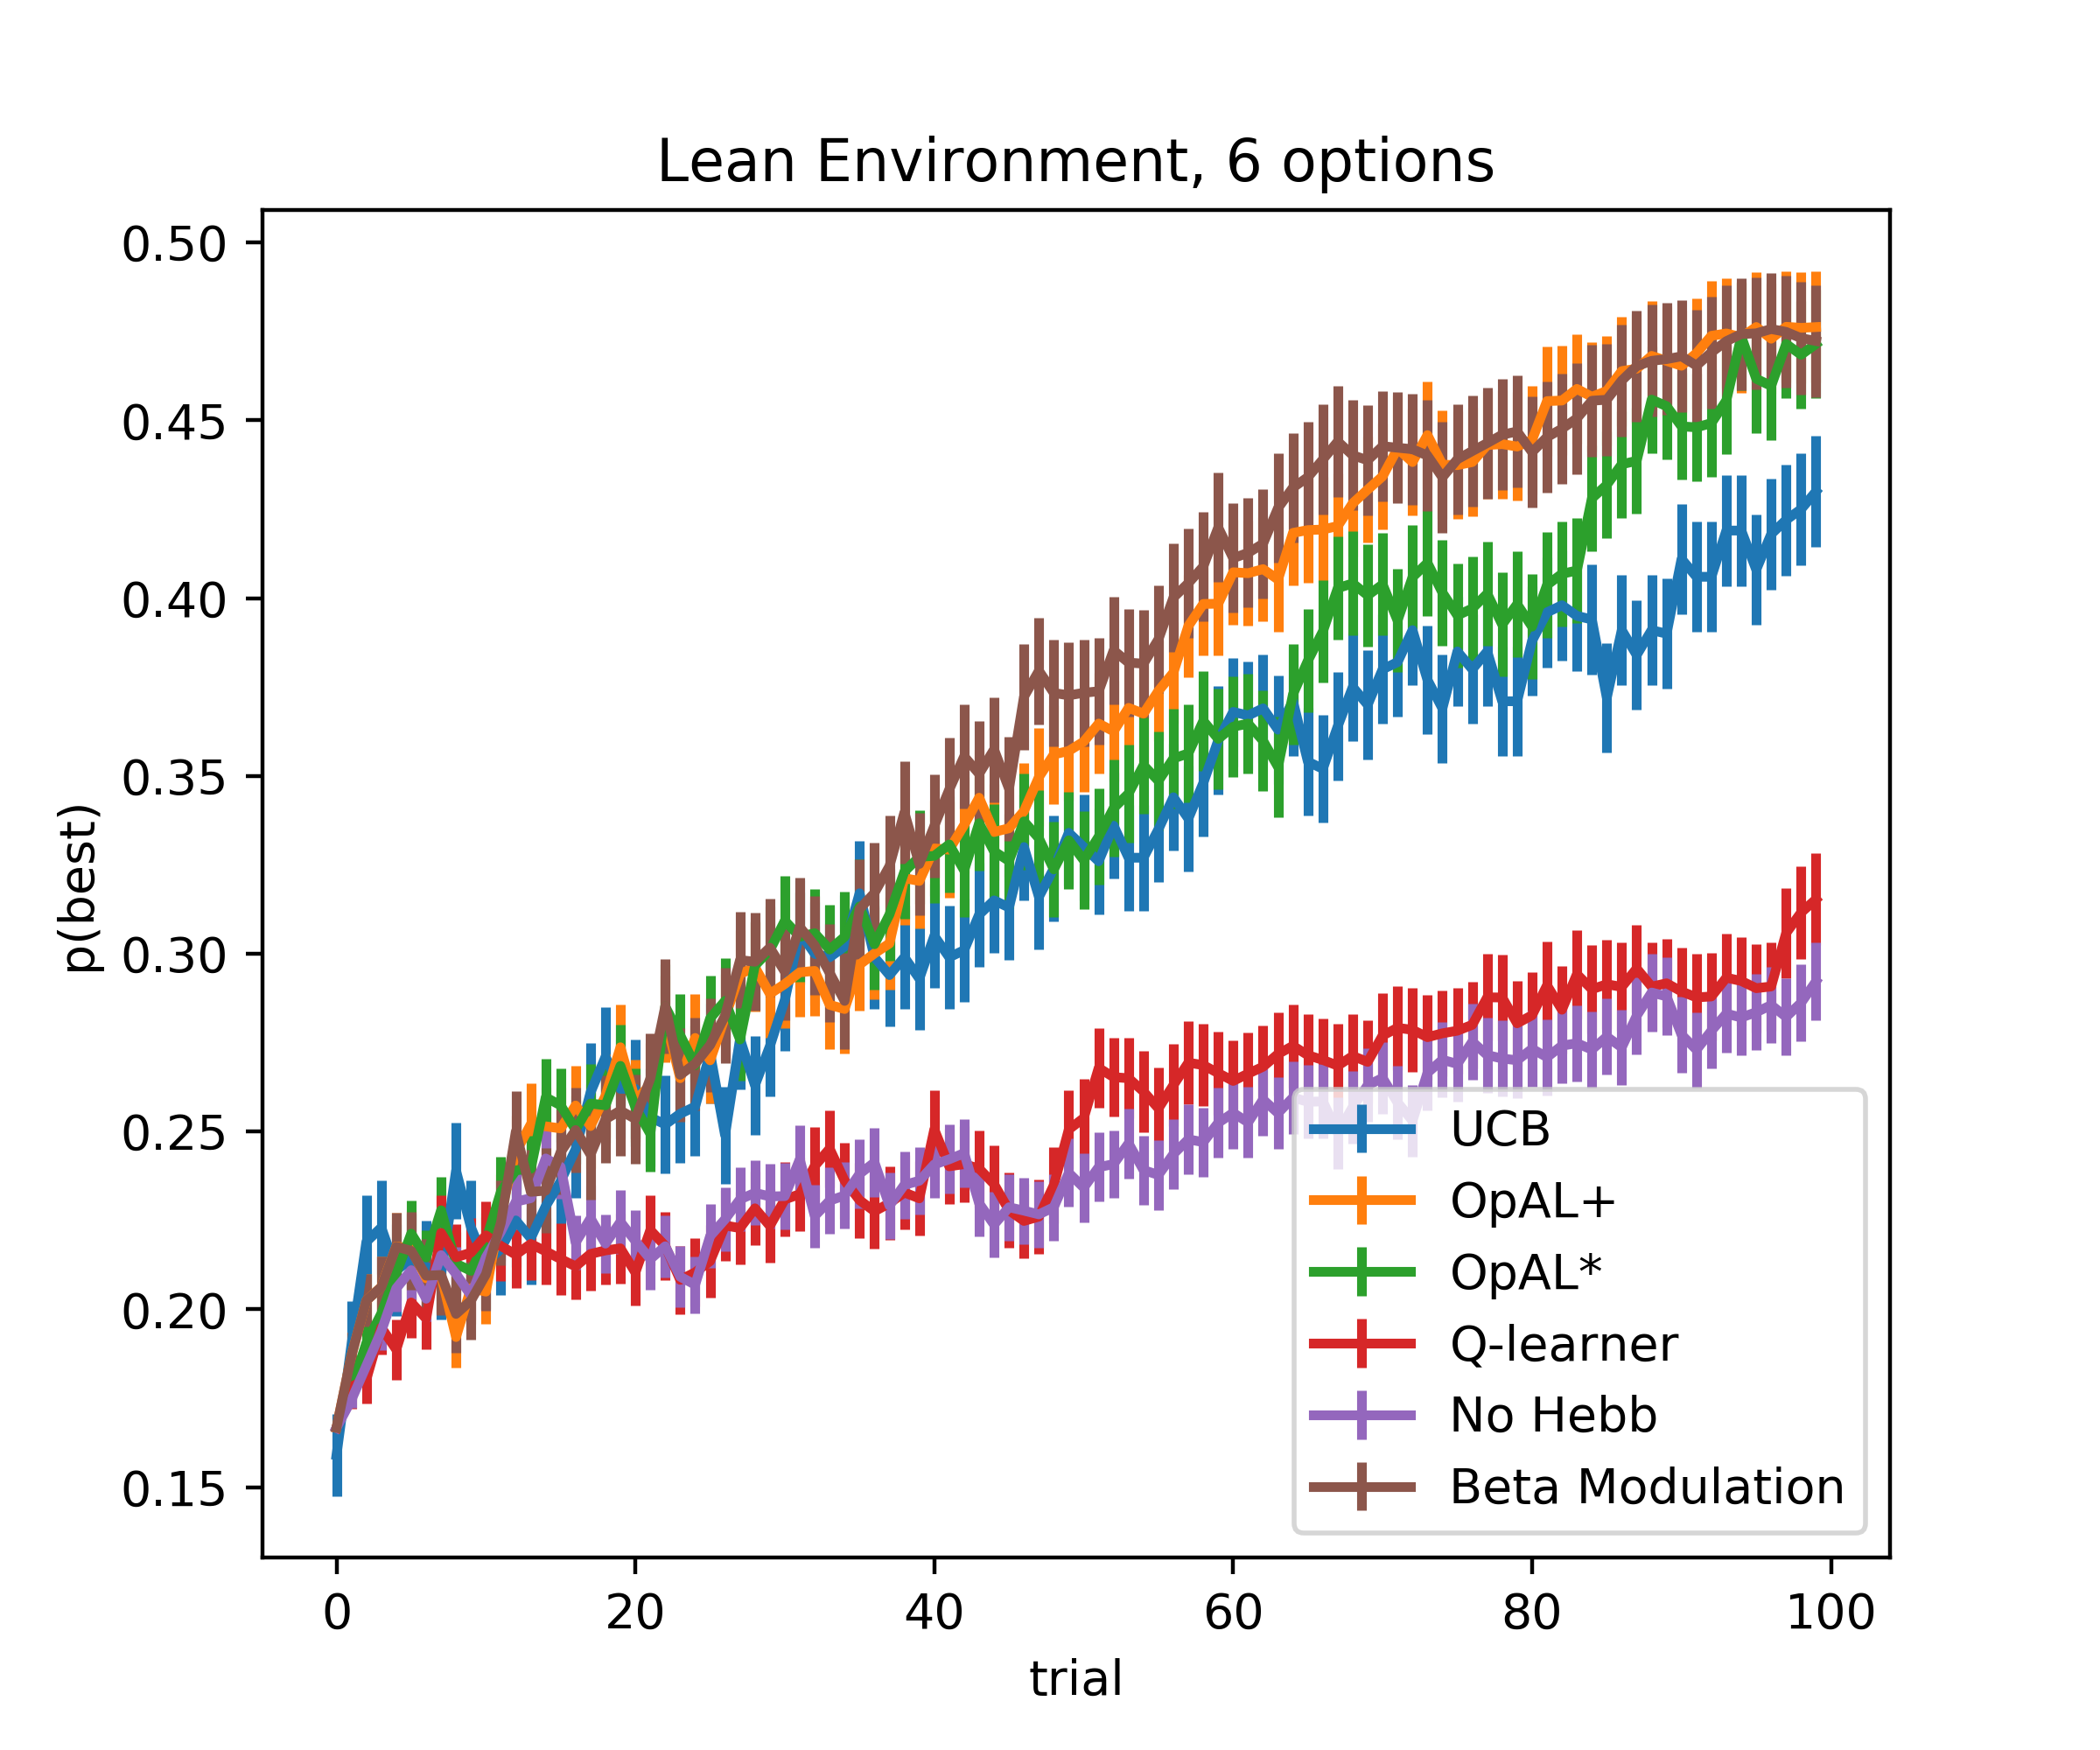 Lean Environment, 6 options
0.50
0.45
0.40
0.35
0.30
0.25
0.20
0.15
p(best)
UCB
OpAL+
OpAL*
Q-learner
No Hebb
Beta Modulation
0 20 40 60 80 100
trial